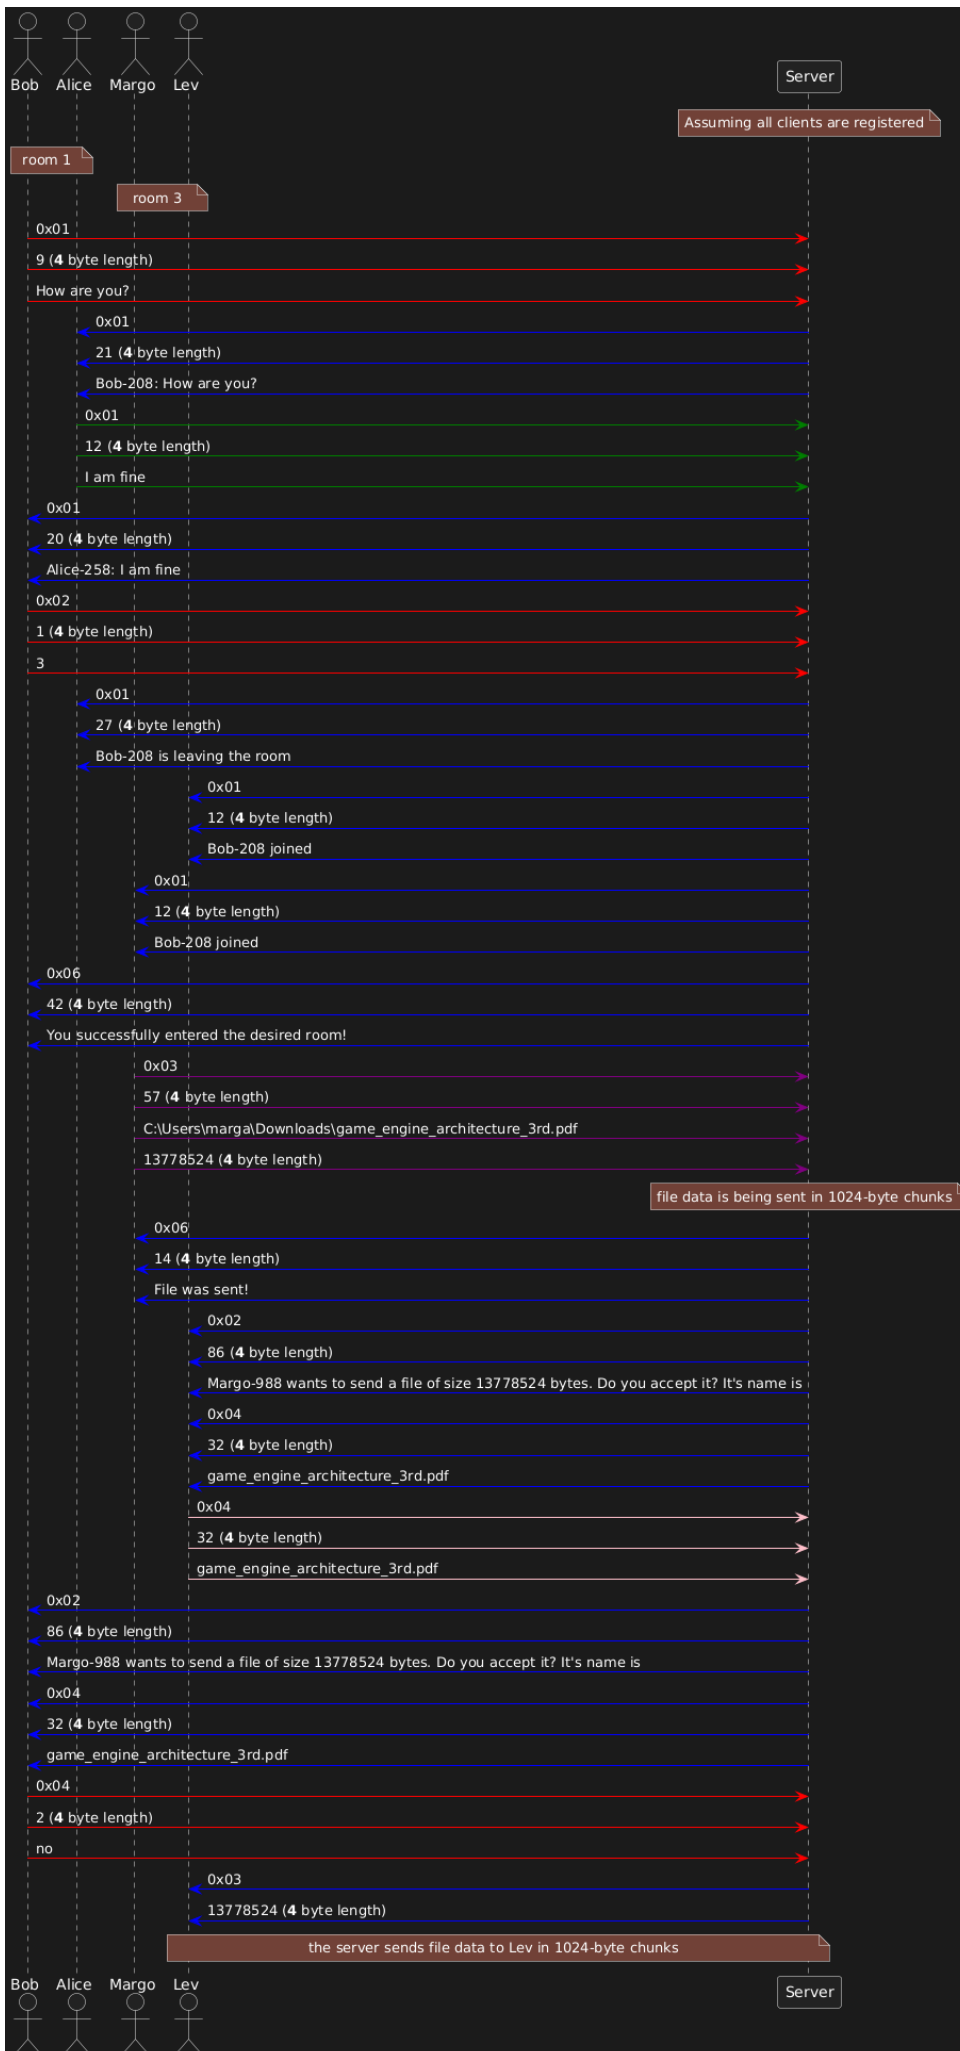 Bob Alice Margo Lev
Server
Assuming all clients are registered
room 1
room 3
0x01
9 (4 byte length)
How are you?
0x01
21 (4 byte length)
Bob-208: How are you?
0x01
12 (4 byte length)
I am fine
0x01
20 (4 byte length)
Alice-258: I am fine
0x02
1 (4 byte length)
3
0x01
27 (4 byte length)
Bob-208 is leaving the room
0x01
12 (4 byte length)
Bob-208 joined
0x01
12 (4 byte length)
Bob-208 joined
0x06
42 (4 byte length)
You successfully entered the desired room!
0x03
57 (4 byte length)
C:\Users\marga\Downloads\game_engine_architecture_3rd.pdf
13778524 (4 byte length)
file data is being sent in 1024-byte chunks
0x06
14 (4 byte length)
File was sent!
0x02
86 (4 byte length)
Margo-988 wants to send a file of size 13778524 bytes. Do you accept it? It's name is
0x04
32 (4 byte length)
game_engine_architecture_3rd.pdf
0x04
32 (4 byte length)
game_engine_architecture_3rd.pdf
0x02
86 (4 byte length)
Margo-988 wants to send a file of size 13778524 bytes. Do you accept it? It's name is
0x04
32 (4 byte length)
game_engine_architecture_3rd.pdf
0x04
2 (4 byte length)
no
0x03
13778524 (4 byte length)
the server sends file data to Lev in 1024-byte chunks
Bob Alice Margo Lev
Server